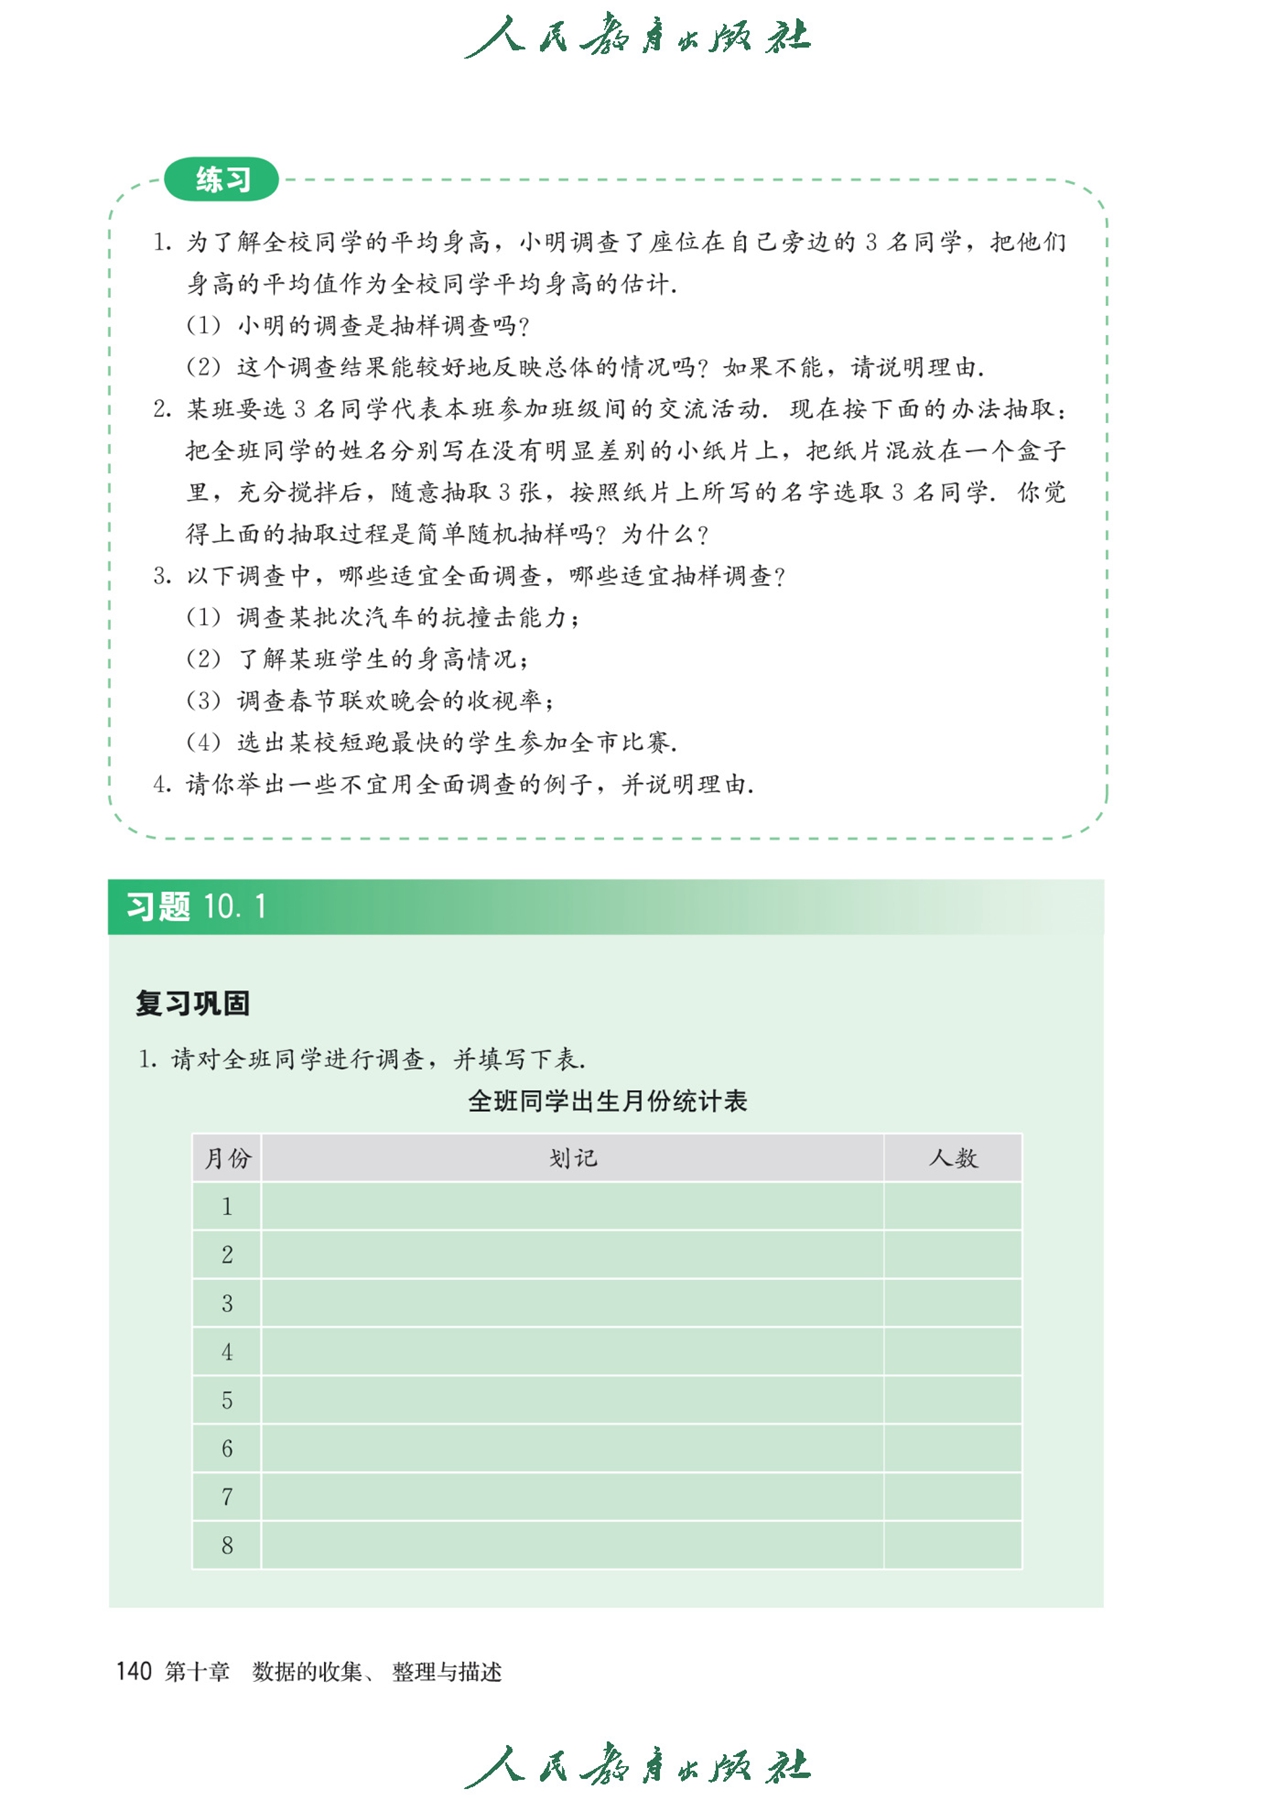 人民教育出版社
练习
1. 为了解全校同学的平均身高，小明调查了座位在自己旁边的 3 名同学，把他们
身高的平均值作为全校同学平均身高的估计.
（1）小明的调查是抽样调查吗？
（2）这个调查结果能较好地反映总体的情况吗？如果不能，请说明理由.
2. 某班要选 3 名同学代表本班参加班级间的交流活动. 现在按下面的办法抽取：
把全班同学的姓名分别写在没有明显差别的小纸片上，把纸片混放在一个盒子
里，充分搅拌后，随意抽取 3 张，按照纸片上所写的名字选取 3 名同学. 你觉
得上面的抽取过程是简单随机抽样吗？为什么？
3. 以下调查中，哪些适宜全面调查，哪些适宜抽样调查？
（1）调查某批次汽车的抗撞击能力；
（2）了解某班学生的身高情况；
（3）调查春节联欢晚会的收视率；
（4）选出某校短跑最快的学生参加全市比赛.
4. 请你举出一些不宜用全面调查的例子，并说明理由.
习题 10. 1
复习巩固
1. 请对全班同学进行调查，并填写下表.
全班同学出生月份统计表
月份 划记 人数
1
2
3
4
5
6
7
8
140 第十章 数据的收集、整理与描述
人民教育出版社